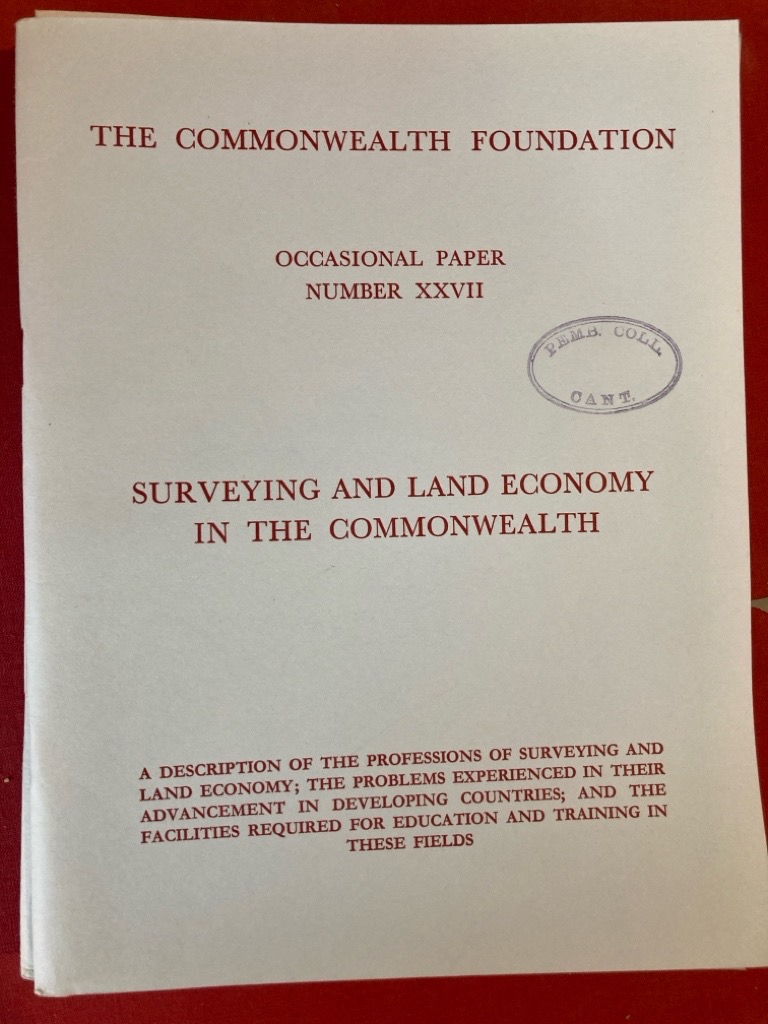 THE COMMONWEALTH FOUNDATION
OCCASIONAL PAPER
NUMBER XXVII
PEMB. COLL.
CANT.
SURVEYING AND LAND ECONOMY
IN THE COMMONWEALTH
A DESCRIPTION OF THE PROFESSIONS OF SURVEYING AND
LAND ECONOMY; THE PROBLEMS EXPERIENCED IN THEIR
ADVANCEMENT IN DEVELOPING COUNTRIES; AND THE
FACILITIES REQUIRED FOR EDUCATION AND TRAINING IN
THESE FIELDS